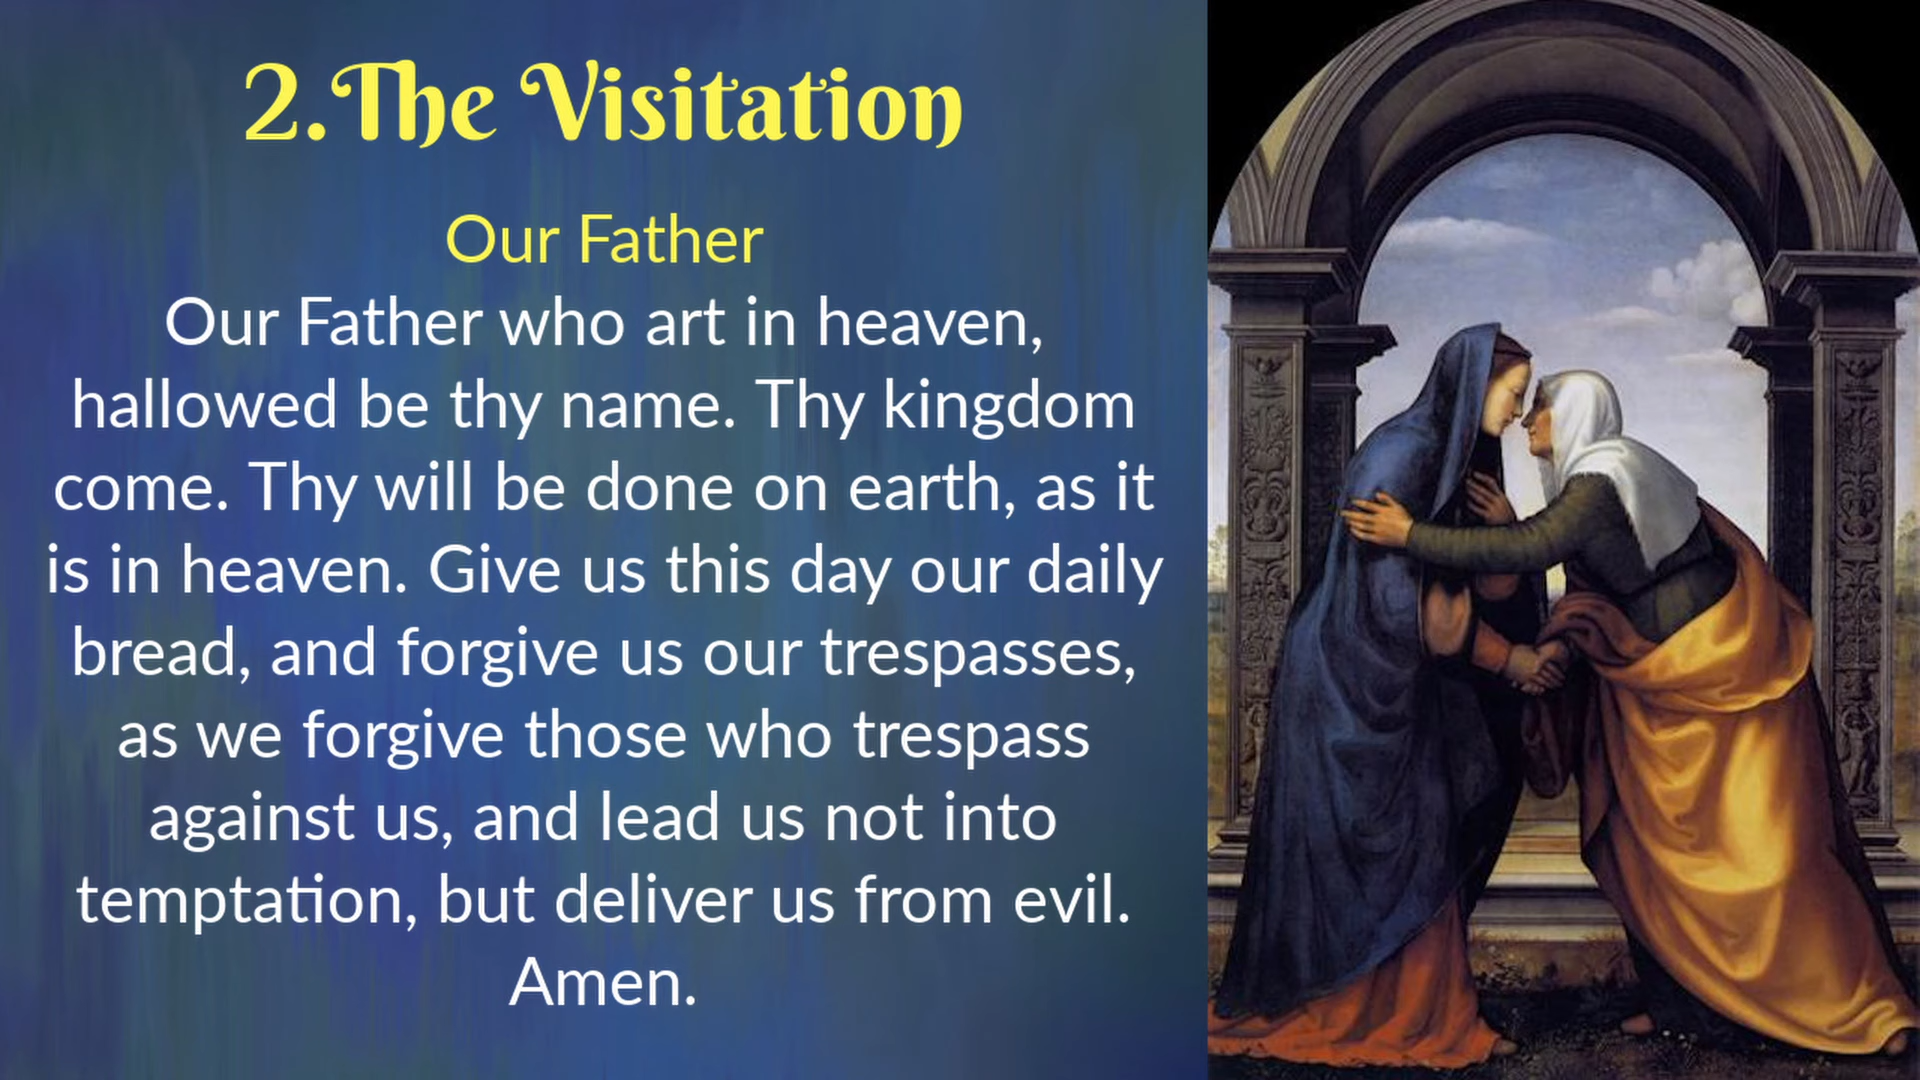 2.The Visitation
Our Father
Our Father who art in heaven,
hallowed be thy name. Thy kingdom
come. Thy will be done on earth, as it
is in heaven. Give us this day our daily
bread, and forgive us our trespasses,
as we forgive those who trespass
against us, and lead us not into
temptation, but deliver us from evil.
Amen.